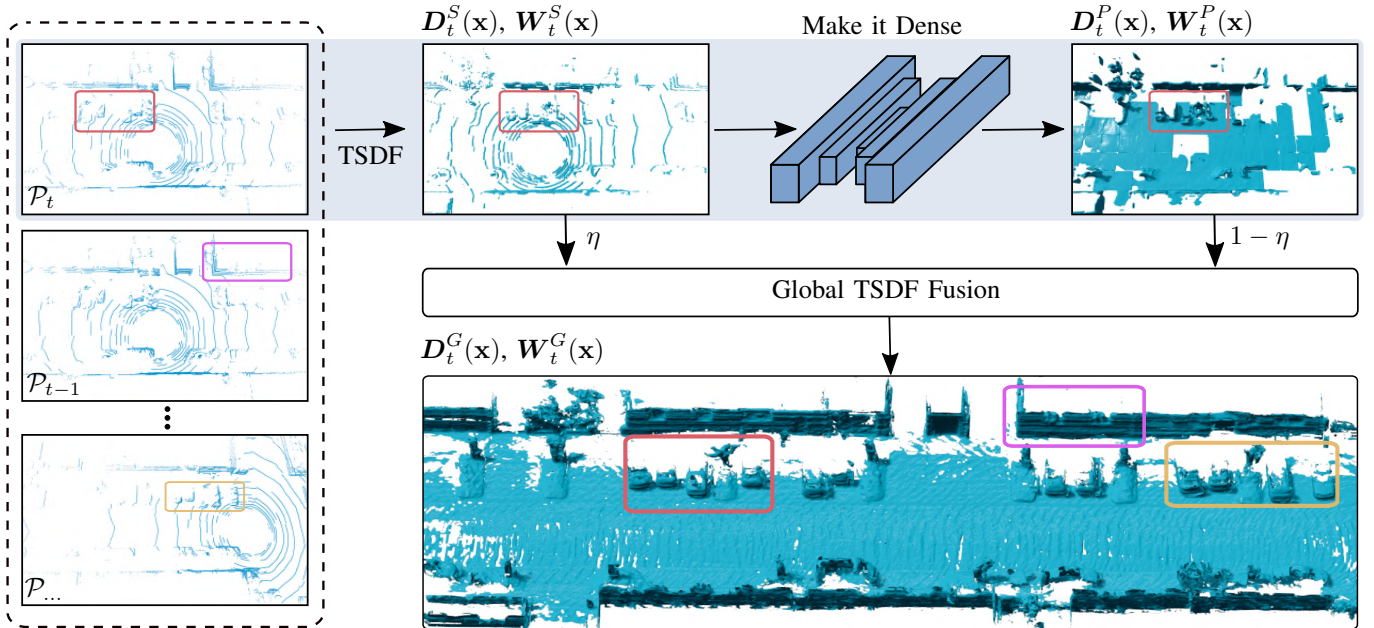 D_t^S(x), W_t^S(x)
Make it Dense
D_t^P(x), W_t^P(x)
P_t
TSDF
η
1 − η
P_{t−1}
Global TSDF Fusion
D_t^G(x), W_t^G(x)
P_{...}